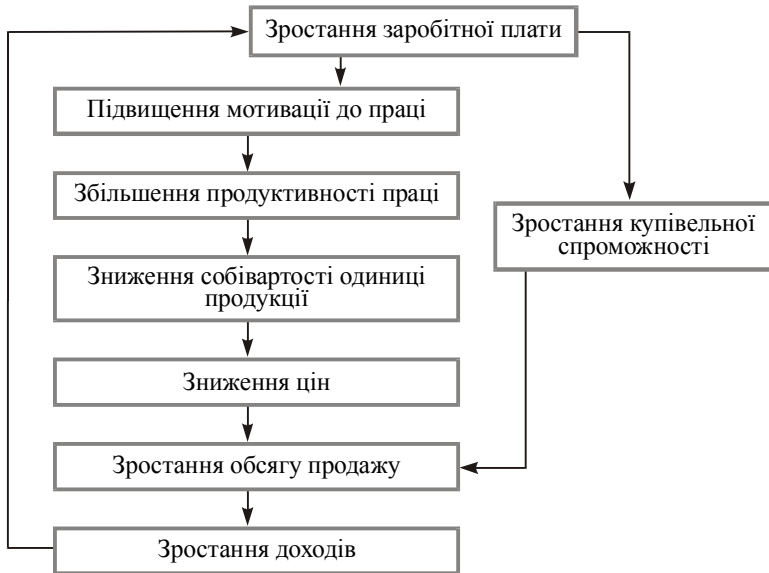 Зростання заробітної плати
Підвищення мотивації до праці
Збільшення продуктивності праці
Зростання купівельної
спроможності
Зниження собівартості одиниці
продукції
Зниження цін
Зростання обсягу продажу
Зростання доходів